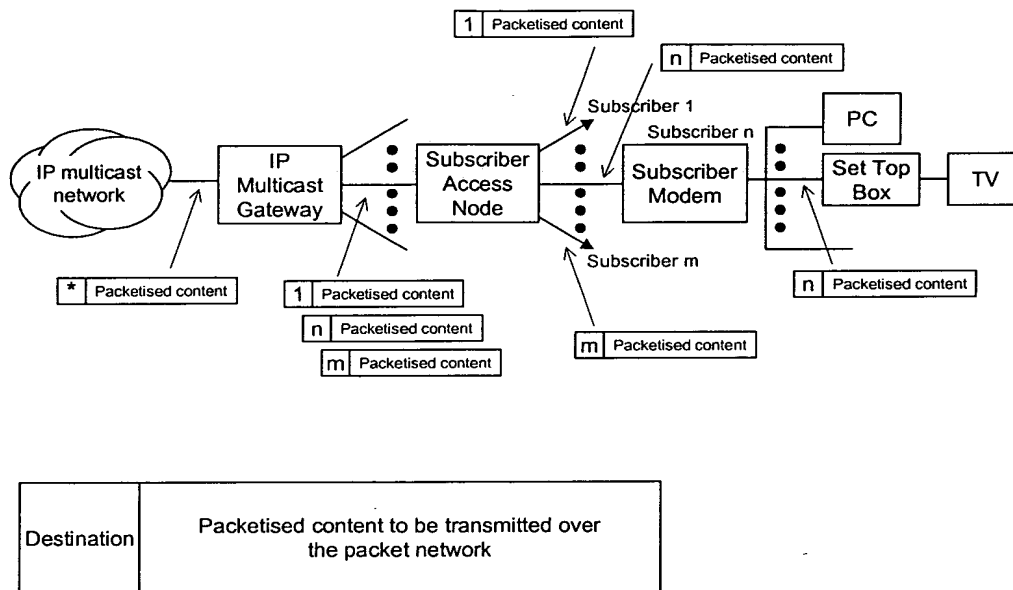 1 Packetised content
n Packetised content
Subscriber 1
Subscriber n
PC
IP multicast
network
IP
Multicast
Gateway
Subscriber
Access
Node
Subscriber
Modem
Set Top
Box
TV
Subscriber m
* Packetised content
1 Packetised content
n Packetised content
m Packetised content
m Packetised content
n Packetised content
Destination
Packetised content to be transmitted over
the packet network